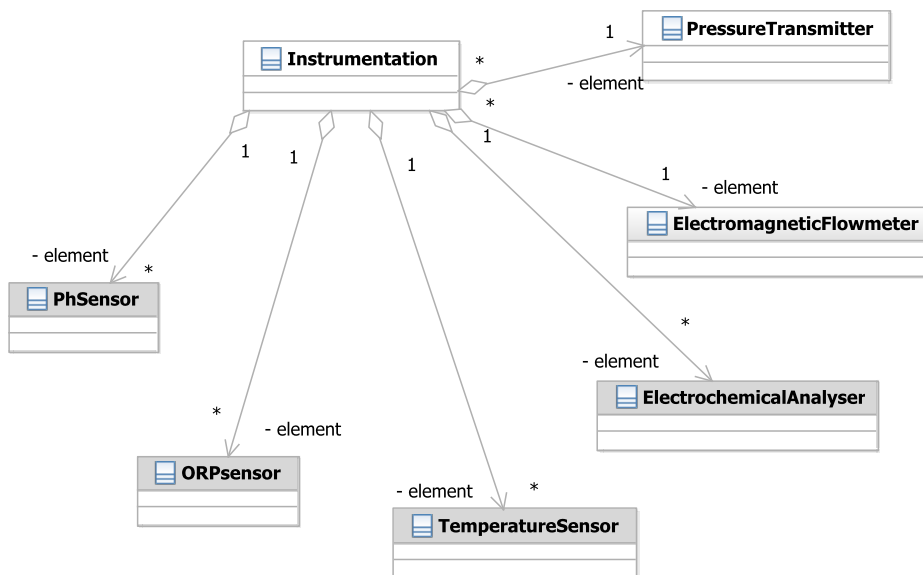 PressureTransmitter
1
Instrumentation
*
- element
*
1
1
1
1
1
- element
ElectromagneticFlowmeter
- element
*
PhSensor
*
- element
ElectrochemicalAnalyser
*
- element
ORPsensor
- element
*
TemperatureSensor